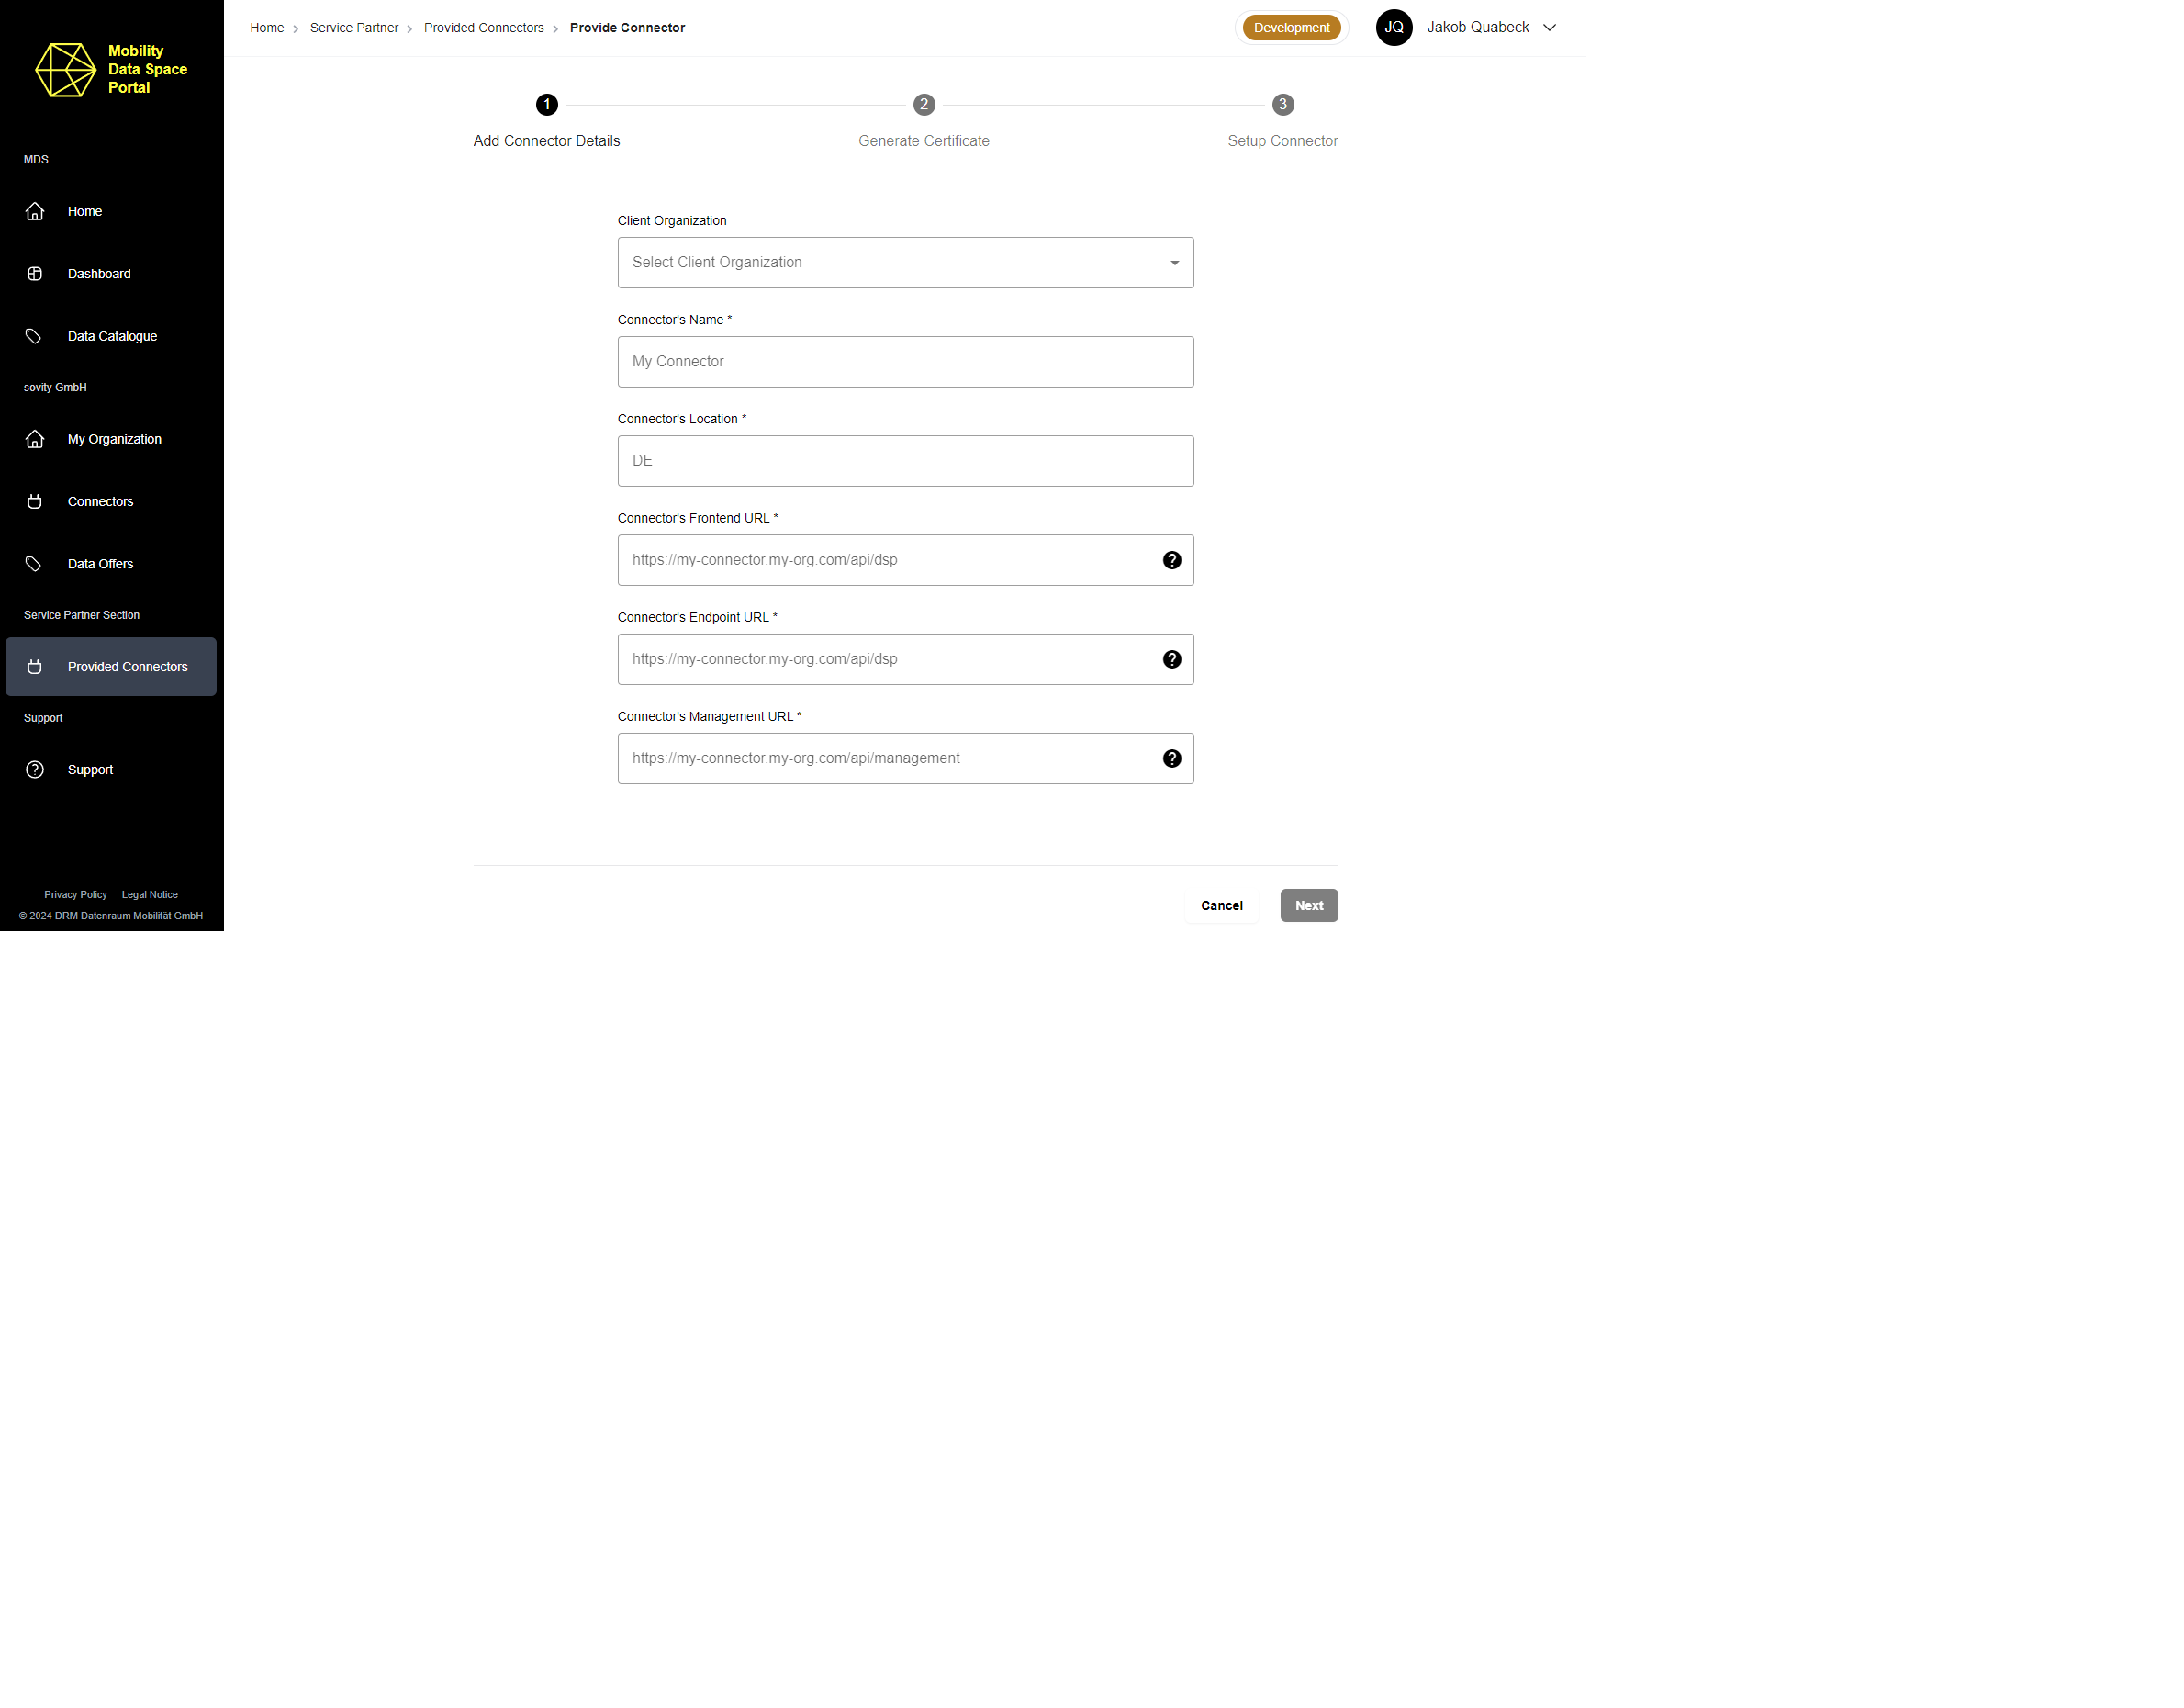 Mobility
Data Space
Portal
MDS
Home
Dashboard
Data Catalogue
sovity GmbH
My Organization
Connectors
Data Offers
Service Partner Section
Provided Connectors
Support
Support
Privacy Policy Legal Notice
© 2024 DRM Datenraum Mobilität GmbH
Home > Service Partner > Provided Connectors > Provide Connector
Development
JQ Jakob Quabeck
1 2 3
Add Connector Details Generate Certificate Setup Connector
Client Organization
Select Client Organization
Connector's Name *
My Connector
Connector's Location *
DE
Connector's Frontend URL *
https://my-connector.my-org.com/api/dsp
Connector's Endpoint URL *
https://my-connector.my-org.com/api/dsp
Connector's Management URL *
https://my-connector.my-org.com/api/management
Cancel Next